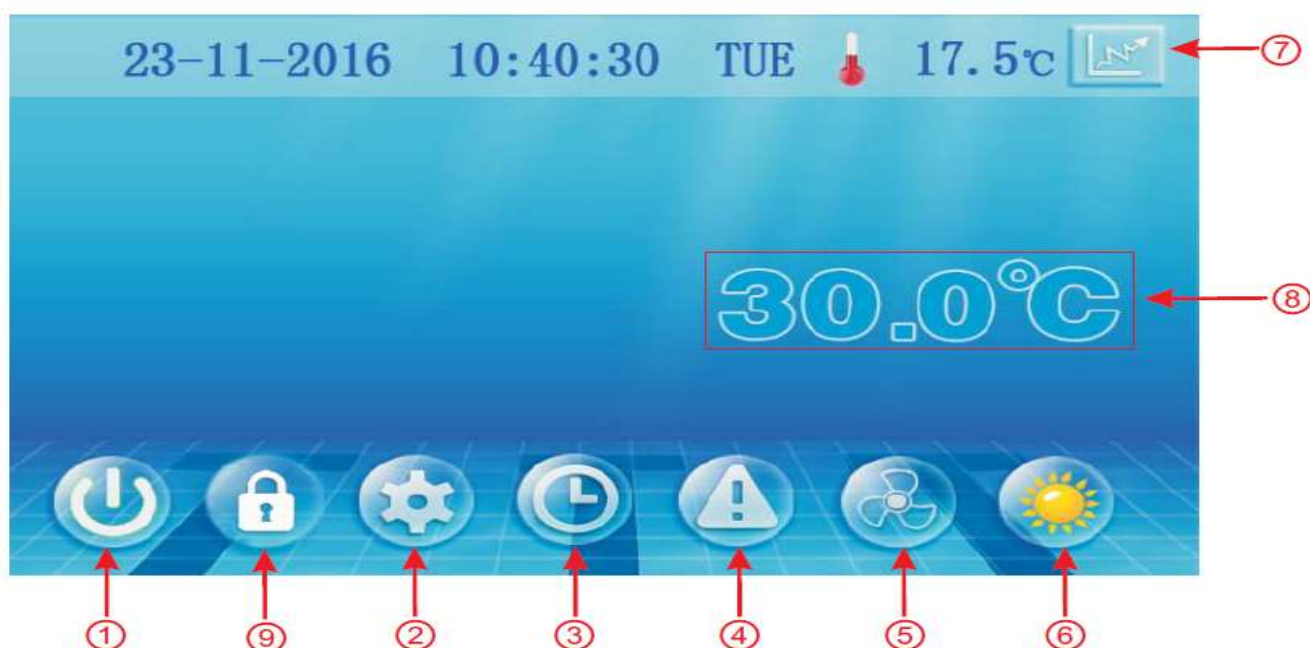 23-11-2016 10:40:30 TUE 17.5℃
⑦
30.0℃
⑧
① ⑨ ② ③ ④ ⑤ ⑥